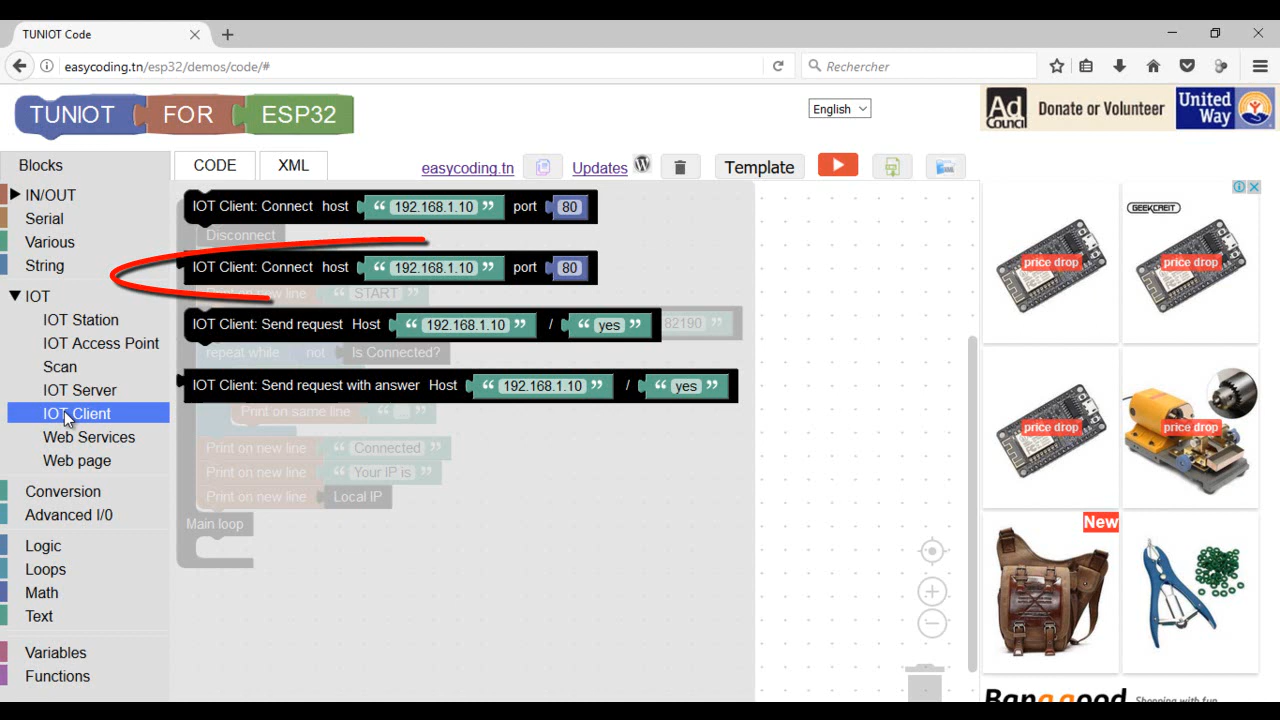 TUNIOT Code
easycoding.tn/esp32/demos/code/#
Rechercher
TUNIOT FOR ESP32
English
Ad Council
Donate or Volunteer
United Way
Blocks
CODE
XML
easycoding.tn
Updates
Template
IN/OUT
Serial
Various
String
IOT
IOT Station
IOT Access Point
Scan
IOT Server
IOT Client
Web Services
Web page
Conversion
Advanced I/0
Logic
Loops
Math
Text
Variables
Functions
IOT Client: Connect host “ 192.168.1.10 ” port 80
Disconnect
IOT Client: Connect host “ 192.168.1.10 ” port 80
Print on new line “ START ”
IOT Client: Send request Host “ 192.168.1.10 ” / “ yes ”
82190 ”
repeat while not Is Connected?
IOT Client: Send request with answer Host “ 192.168.1.10 ” / “ yes ”
Print on same line “ . ”
Print on new line “ Connected ”
Print on new line “ Your IP is ”
Print on new line Local IP
Main loop
GEEKCREIT
price drop
price drop
price drop
price drop
New
Banggood
Shopping with fun